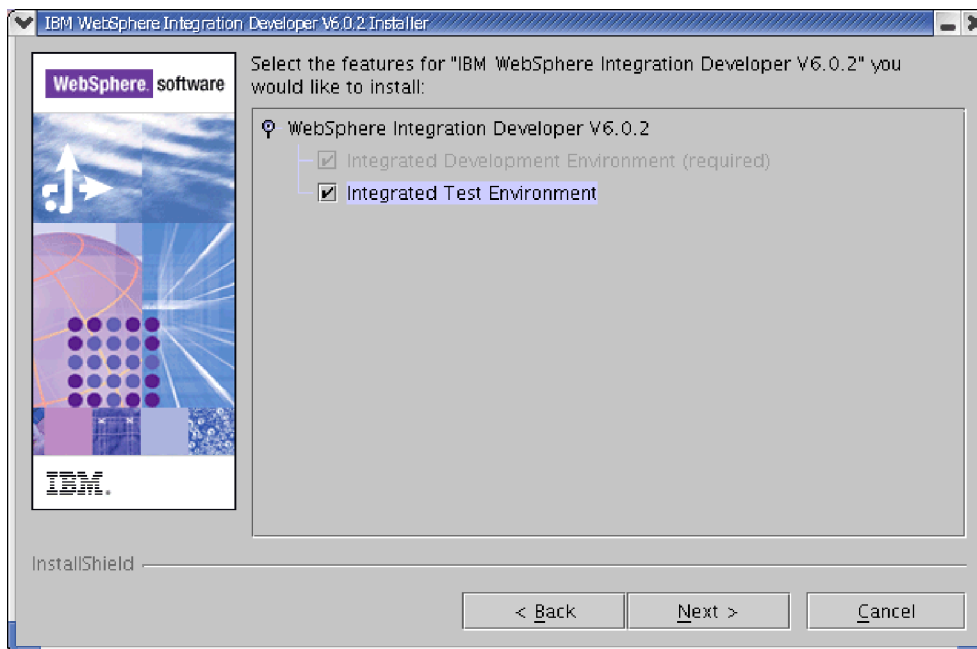 IBM WebSphere Integration Developer V6.0.2 Installer
WebSphere. software
Select the features for "IBM WebSphere Integration Developer V6.0.2" you
would like to install:
WebSphere Integration Developer V6.0.2
Integrated Development Environment (required)
Integrated Test Environment
IBM.
InstallShield
< Back
Next >
Cancel